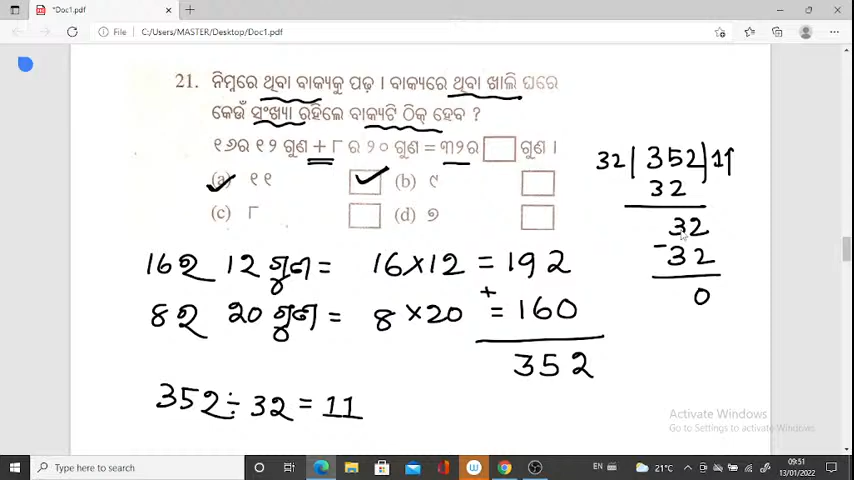 *Doc1.pdf
File C:/Users/MASTER/Desktop/Doc1.pdf
21. ନିମ୍ନରେ ଥିବା ବାକ୍ୟକୁ ପଢ଼ । ବାକ୍ୟରେ ଥିବା ଖାଲି ଘରେ
କେଉଁ ସଂଖ୍ୟା ରହିଲେ ବାକ୍ୟଟି ଠିକ୍ ହେବ ?
୧୬ର ୧୨ ଗୁଣ + ୮ ର ୨୦ ଗୁଣ = ୩୨ର ଗୁଣ ।
(a) ୧୧ (b) ୯
(c) ୮ (d) ୭
32 352 11
32
32
-32
0
16ର 12 ଗୁଣ = 16×12 = 192
+
8ର 20 ଗୁଣ = 8×20 = 160
352
352 ÷ 32 = 11
Activate Windows
Go to Settings to activate Windows.
Type here to search
ENG 21°C
09:51
13/01/2022